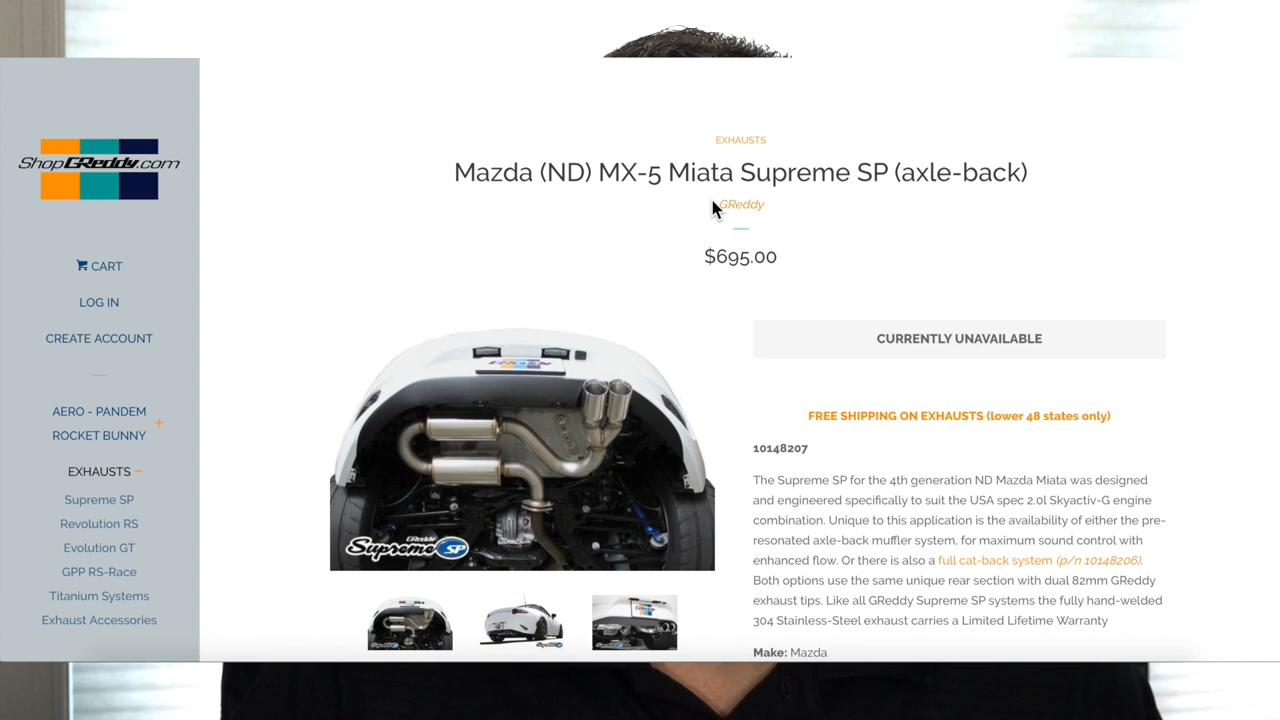 ShopGReddy.com
CART
LOG IN
CREATE ACCOUNT
AERO - PANDEM
ROCKET BUNNY
EXHAUSTS
Supreme SP
Revolution RS
Evolution GT
GPP RS-Race
Titanium Systems
Exhaust Accessories
EXHAUSTS
Mazda (ND) MX-5 Miata Supreme SP (axle-back)
GReddy
$695.00
GReddy
GReddy
Supreme SP
CURRENTLY UNAVAILABLE
FREE SHIPPING ON EXHAUSTS (lower 48 states only)
10148207
The Supreme SP for the 4th generation ND Mazda Miata was designed
and engineered specifically to suit the USA spec 2.0l Skyactiv-G engine
combination. Unique to this application is the availability of either the pre-
resonated axle-back muffler system, for maximum sound control with
enhanced flow. Or there is also a full cat-back system (p/n 10148206).
Both options use the same unique rear section with dual 82mm GReddy
exhaust tips. Like all GReddy Supreme SP systems the fully hand-welded
304 Stainless-Steel exhaust carries a Limited Lifetime Warranty
Make: Mazda